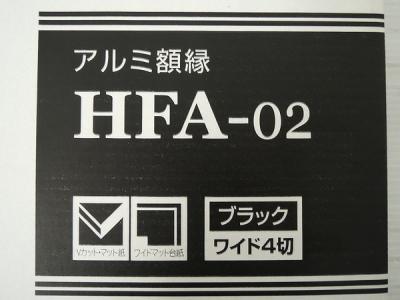 アルミ額縁
HFA-02
Vカット・マット紙
ワイドマット台紙
ブラック
ワイド4切